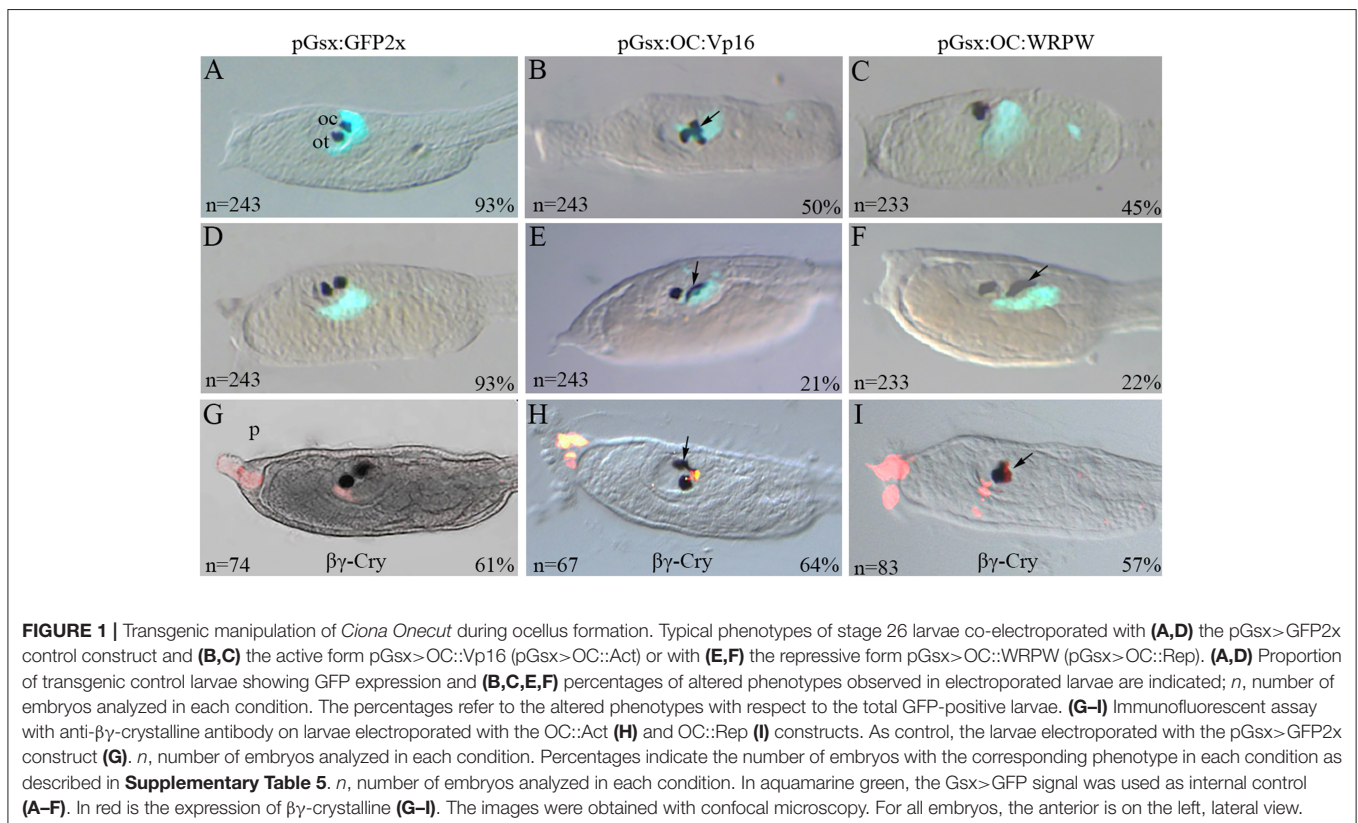 pGsx:GFP2x pGsx:OC:Vp16 pGsx:OC:WRPW
A B C
oc
ot
n=243 93% n=243 50% n=233 45%
D E F
n=243 93% n=243 21% n=233 22%
G H I
p
n=74 βγ-Cry 61% n=67 βγ-Cry 64% n=83 βγ-Cry 57%
FIGURE 1 | Transgenic manipulation of Ciona Onecut during ocellus formation. Typical phenotypes of stage 26 larvae co-electroporated with (A,D) the pGsx>GFP2x
control construct and (B,C) the active form pGsx>OC::Vp16 (pGsx>OC::Act) or with (E,F) the repressive form pGsx>OC::WRPW (pGsx>OC::Rep). (A,D) Proportion
of transgenic control larvae showing GFP expression and (B,C,E,F) percentages of altered phenotypes observed in electroporated larvae are indicated; n, number of
embryos analyzed in each condition. The percentages refer to the altered phenotypes with respect to the total GFP-positive larvae. (G–I) Immunofluorescent assay
with anti-βγ-crystalline antibody on larvae electroporated with the OC::Act (H) and OC::Rep (I) constructs. As control, the larvae electroporated with the pGsx>GFP2x
construct (G). n, number of embryos analyzed in each condition. Percentages indicate the number of embryos with the corresponding phenotype in each condition as
described in Supplementary Table 5. n, number of embryos analyzed in each condition. In aquamarine green, the Gsx>GFP signal was used as internal control
(A–F). In red is the expression of βγ-crystalline (G–I). The images were obtained with confocal microscopy. For all embryos, the anterior is on the left, lateral view.